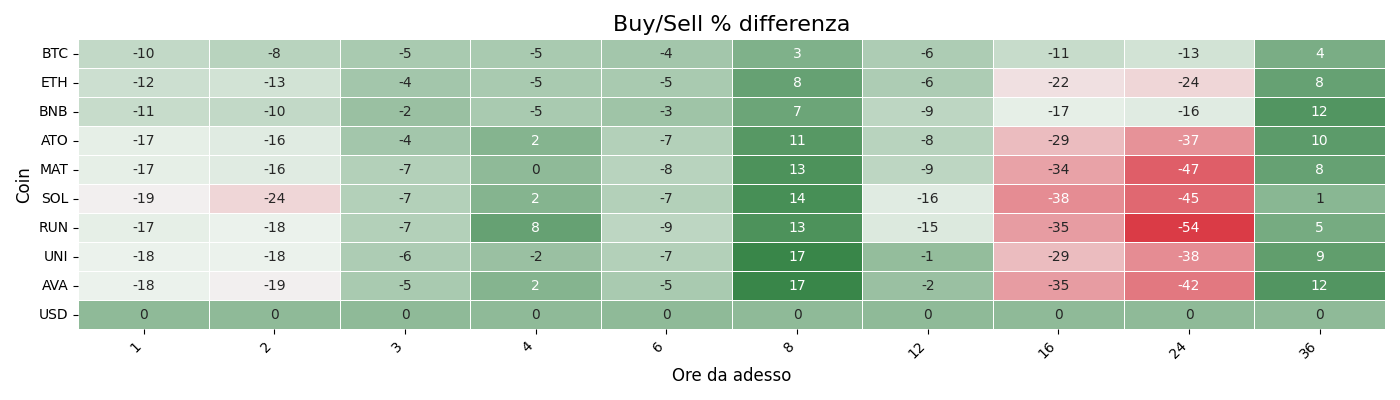 Buy/Sell % differenza
Coin
BTC -10 -8 -5 -5 -4 3 -6 -11 -13 4
ETH -12 -13 -4 -5 -5 8 -6 -22 -24 8
BNB -11 -10 -2 -5 -3 7 -9 -17 -16 12
ATO -17 -16 -4 2 -7 11 -8 -29 -37 10
MAT -17 -16 -7 0 -8 13 -9 -34 -47 8
SOL -19 -24 -7 2 -7 14 -16 -38 -45 1
RUN -17 -18 -7 8 -9 13 -15 -35 -54 5
UNI -18 -18 -6 -2 -7 17 -1 -29 -38 9
AVA -18 -19 -5 2 -5 17 -2 -35 -42 12
USD 0 0 0 0 0 0 0 0 0 0
1 2 3 4 6 8 12 16 24 36
Ore da adesso